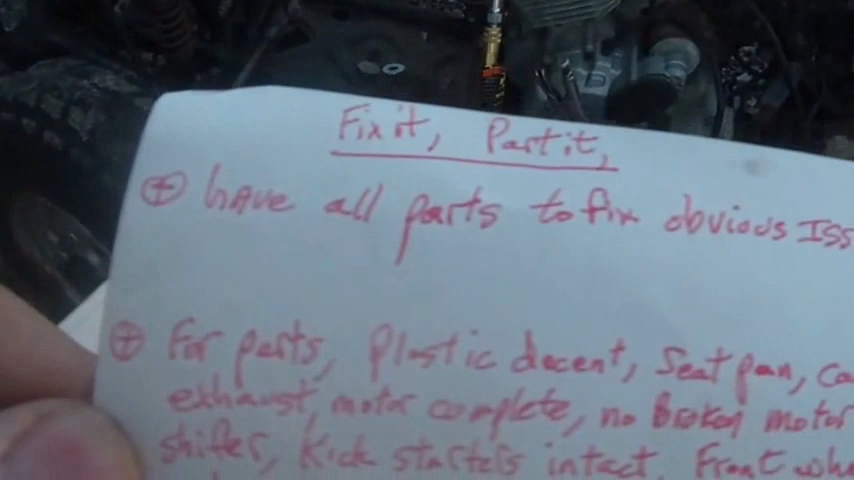 Fix it, Part it,
⊕ have all parts to fix obvious ISS
⊕ For parts, Plastic decent, Seat pan, Ca
exhaust, motor complete, no Broken motor
shifter, Kick starters intact, Front whe